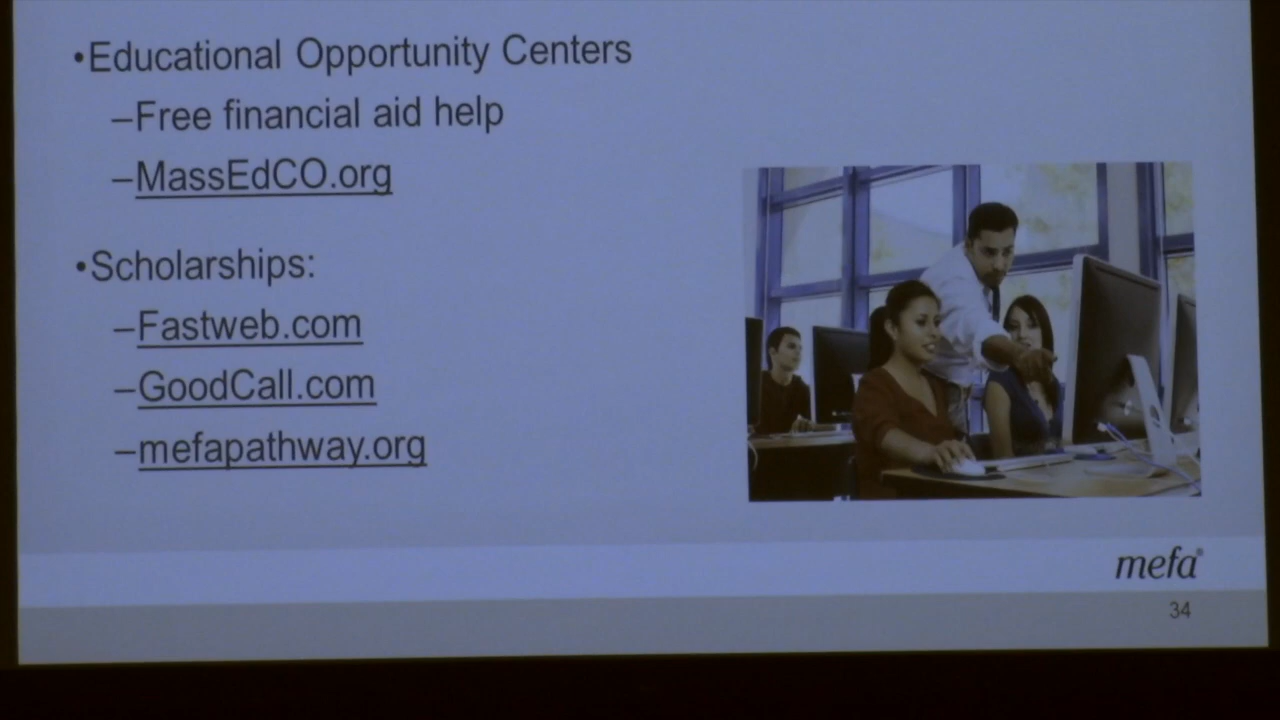 •Educational Opportunity Centers
–Free financial aid help
–MassEdCO.org
•Scholarships:
–Fastweb.com
–GoodCall.com
–mefapathway.org
mefa®
34